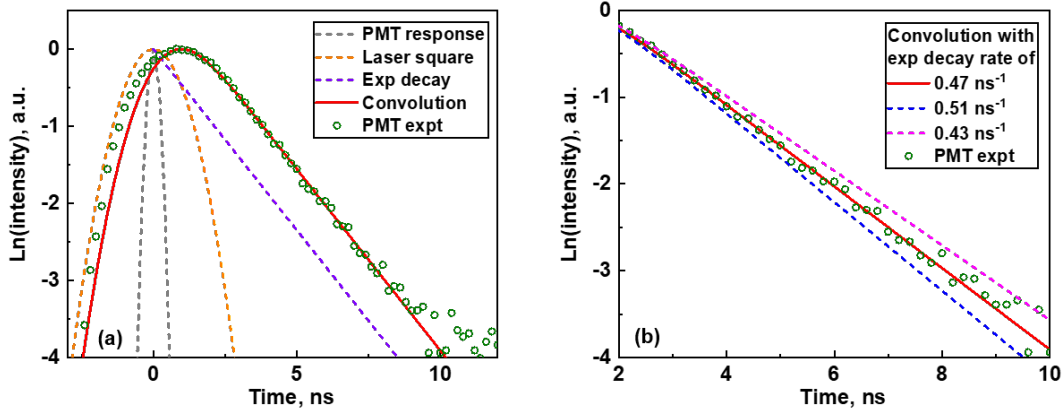 PMT response
Laser square
Exp decay
Convolution
PMT expt
0
-1
-2
-3
-4
0
5
10
Ln(intensity), a.u.
Time, ns
(a)
Convolution with
exp decay rate of
0.47 ns⁻¹
0.51 ns⁻¹
0.43 ns⁻¹
PMT expt
0
-1
-2
-3
-4
2
4
6
8
10
Ln(intensity), a.u.
Time, ns
(b)